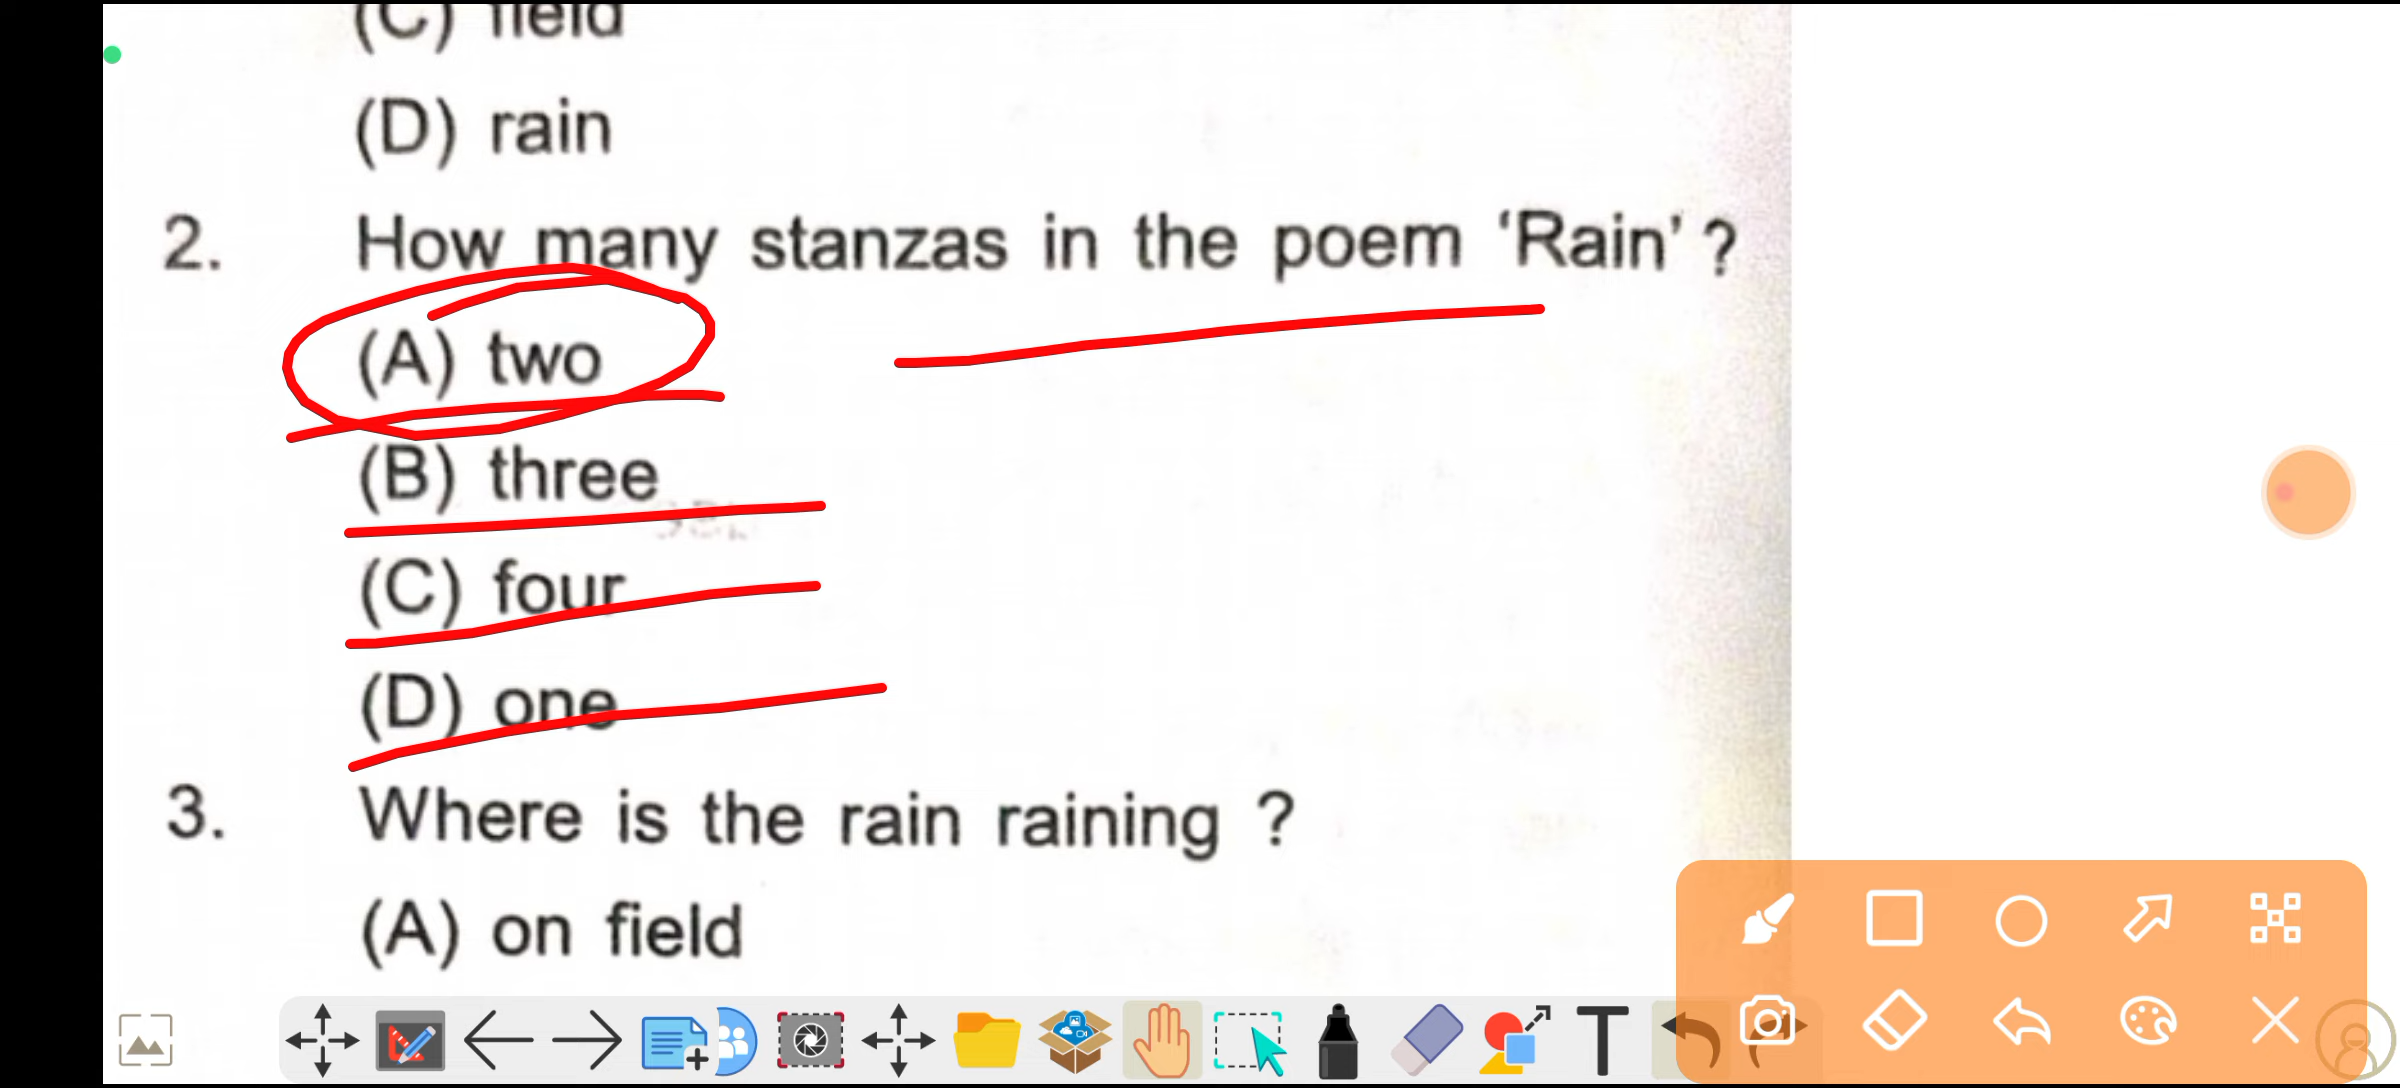 (C) field
(D) rain
2. How many stanzas in the poem ‘Rain’ ?
(A) two
(B) three
(C) four
(D) one
3. Where is the rain raining ?
(A) on field